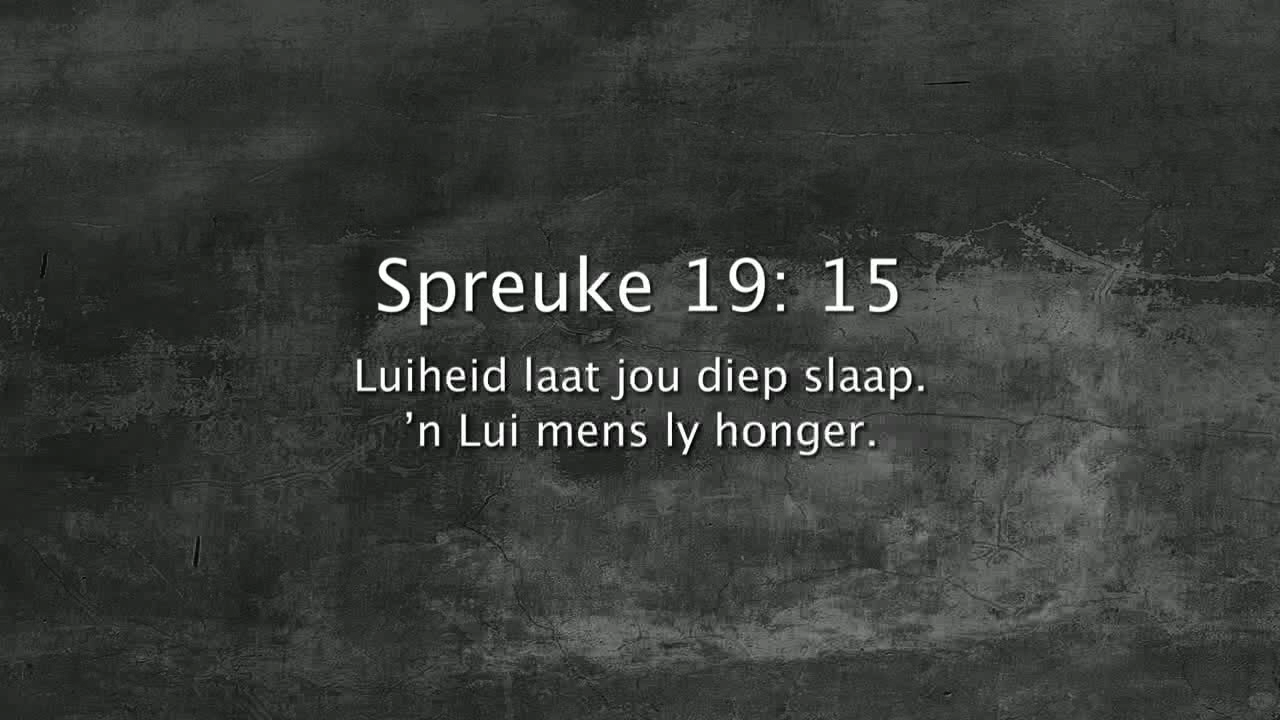 Spreuke 19: 15
Luiheid laat jou diep slaap.
’n Lui mens ly honger.